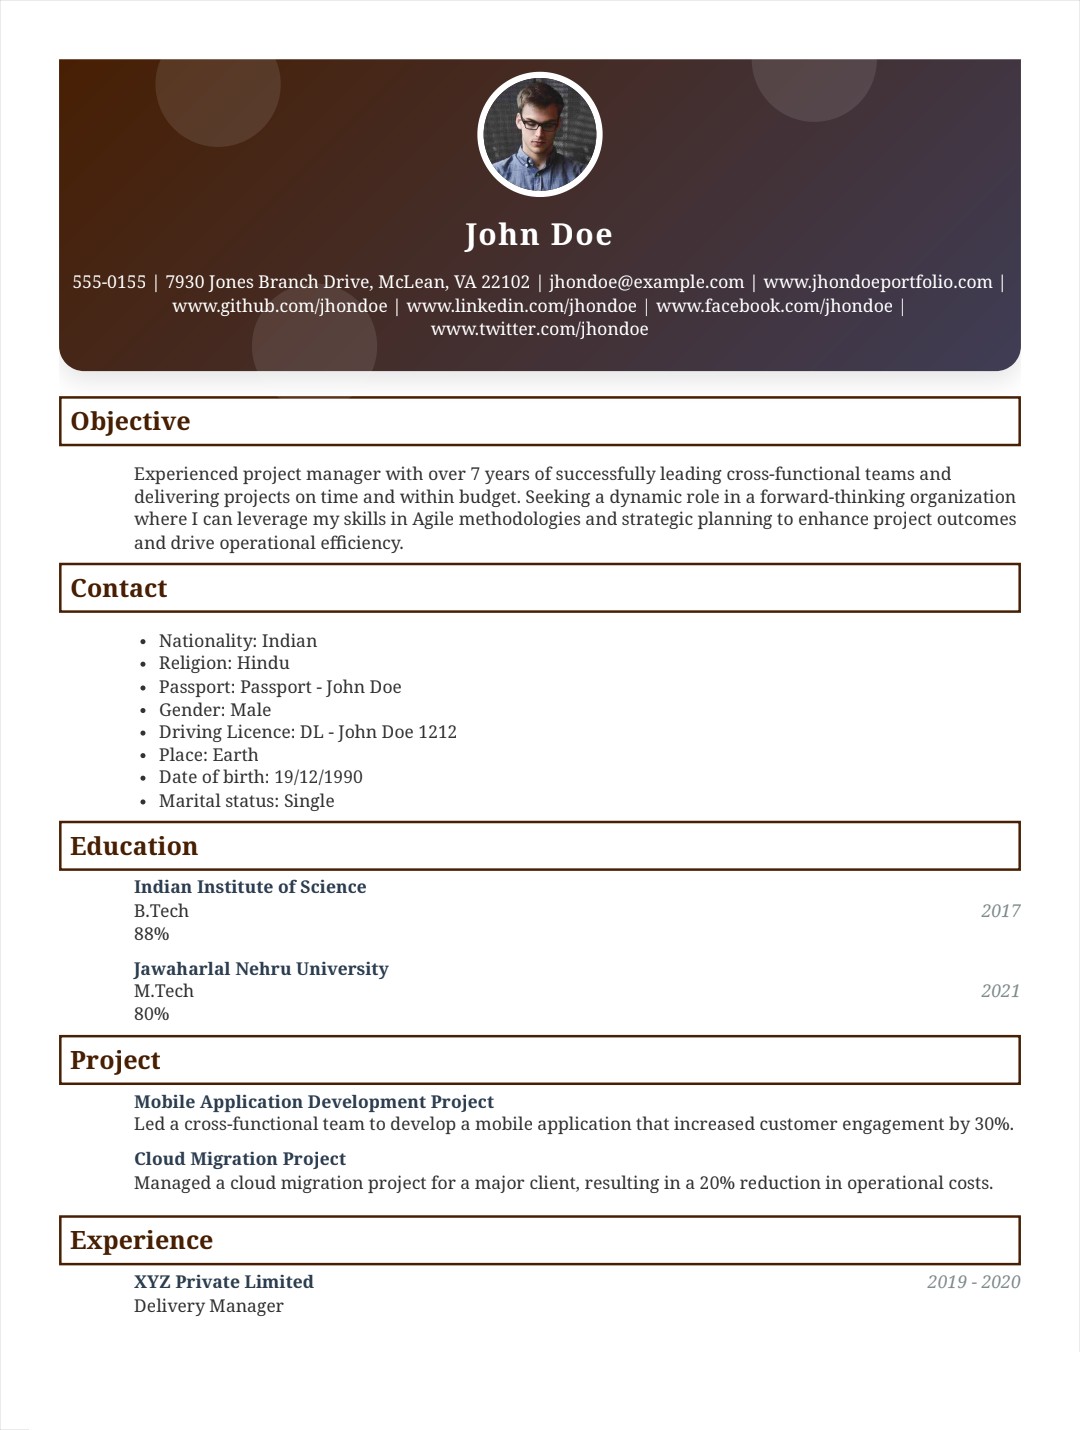 John Doe
555-0155 | 7930 Jones Branch Drive, McLean, VA 22102 | jhondoe@example.com | www.jhondoeportfolio.com |
www.github.com/jhondoe | www.linkedin.com/jhondoe | www.facebook.com/jhondoe |
www.twitter.com/jhondoe
Objective
Experienced project manager with over 7 years of successfully leading cross-functional teams and
delivering projects on time and within budget. Seeking a dynamic role in a forward-thinking organization
where I can leverage my skills in Agile methodologies and strategic planning to enhance project outcomes
and drive operational efficiency.
Contact
• Nationality: Indian
• Religion: Hindu
• Passport: Passport - John Doe
• Gender: Male
• Driving Licence: DL - John Doe 1212
• Place: Earth
• Date of birth: 19/12/1990
• Marital status: Single
Education
Indian Institute of Science
B.Tech 2017
88%
Jawaharlal Nehru University
M.Tech 2021
80%
Project
Mobile Application Development Project
Led a cross-functional team to develop a mobile application that increased customer engagement by 30%.
Cloud Migration Project
Managed a cloud migration project for a major client, resulting in a 20% reduction in operational costs.
Experience
XYZ Private Limited 2019 - 2020
Delivery Manager